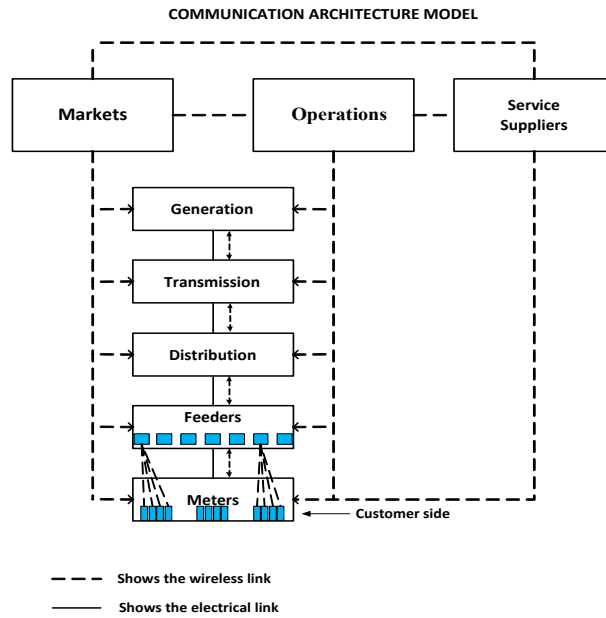 COMMUNICATION ARCHITECTURE MODEL
Markets
Operations
Service
Suppliers
Generation
Transmission
Distribution
Feeders
Meters
Customer side
Shows the wireless link
Shows the electrical link